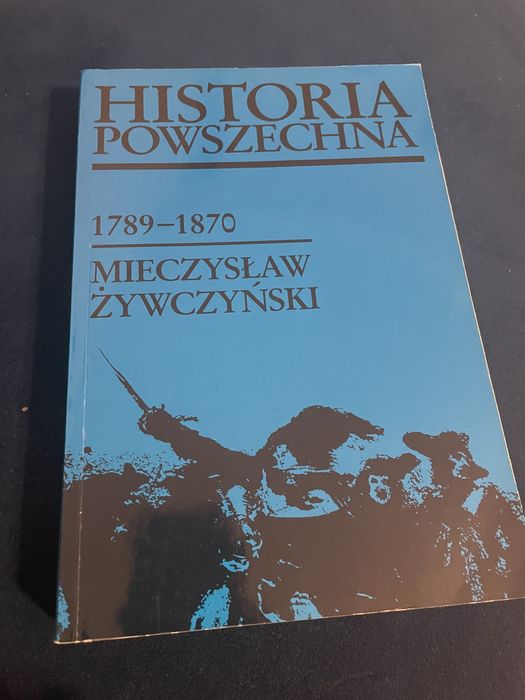 HISTORIA
POWSZECHNA
1789–1870
MIECZYSŁAW
ŻYWCZYŃSKI